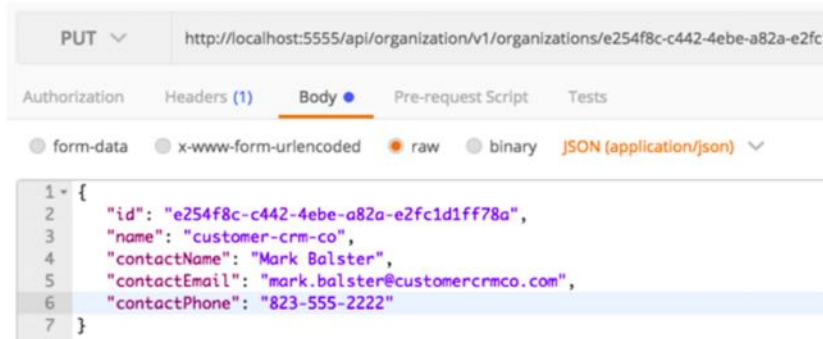 PUT http://localhost:5555/api/organization/v1/organizations/e254f8c-c442-4ebe-a82a-e2fc
Authorization Headers (1) Body Pre-request Script Tests
form-data x-www-form-urlencoded raw binary JSON (application/json)
1 {
2 "id": "e254f8c-c442-4ebe-a82a-e2fc1d1ff78a",
3 "name": "customer-crm-co",
4 "contactName": "Mark Balster",
5 "contactEmail": "mark.balster@customercrmco.com",
6 "contactPhone": "823-555-2222"
7 }